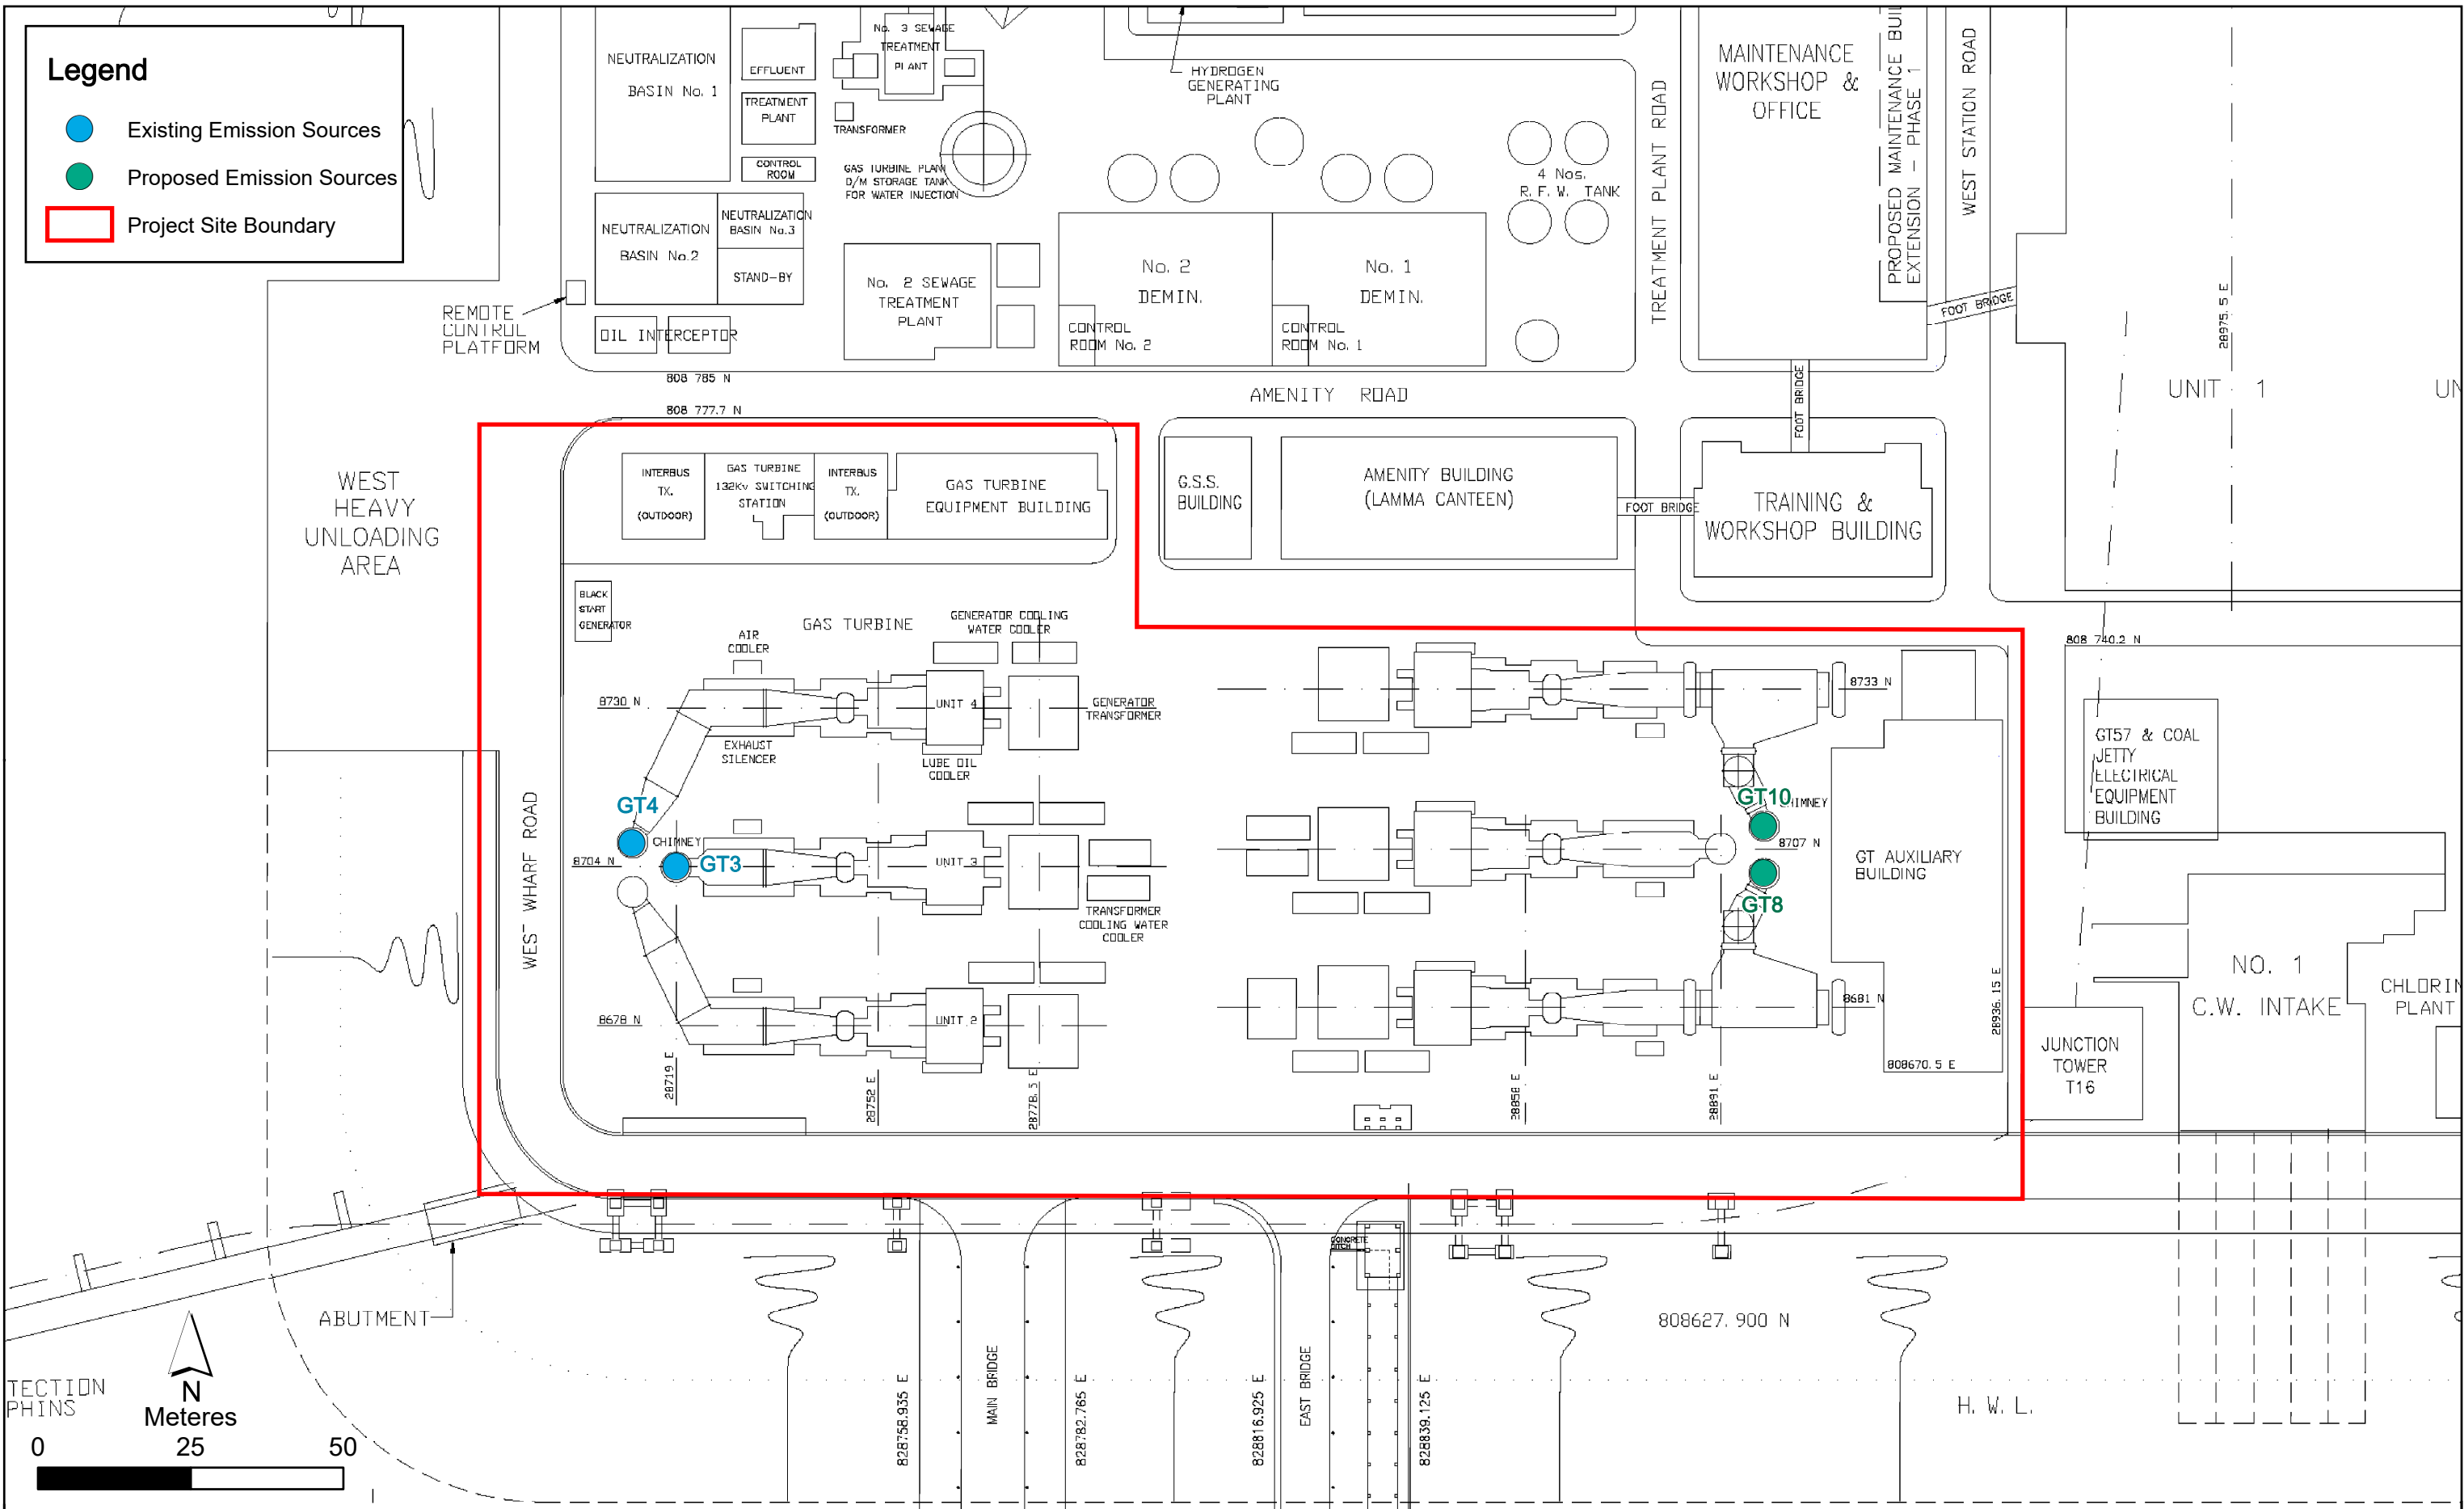 Legend
Existing Emission Sources
Proposed Emission Sources
Project Site Boundary
NEUTRALIZATION
BASIN No. 1
EFFLUENT
TREATMENT
PLANT
CONTROL
ROOM
No. 3 SEWAGE
TREATMENT
PLANT
TRANSFORMER
GAS TURBINE PLAN
D/M STORAGE TANK
FOR WATER INJECTION
HYDROGEN
GENERATING
PLANT
4 Nos.
R. F. W. TANK
TREATMENT PLANT ROAD
MAINTENANCE
WORKSHOP &
OFFICE
PROPOSED MAINTENANCE BUIL
EXTENSION - PHASE 1
WEST STATION ROAD
NEUTRALIZATION
BASIN No.2
NEUTRALIZATION
BASIN No.3
STAND-BY
OIL INTERCEPTOR
REMOTE
CONTROL
PLATFORM
No. 2 SEWAGE
TREATMENT
PLANT
No. 2
DEMIN.
CONTROL
ROOM No. 2
No. 1
DEMIN.
CONTROL
ROOM No. 1
FOOT BRIDGE
FOOT BRIDGE
28975.5 E
UNIT 1
UN
808 785 N
808 777.7 N
AMENITY ROAD
WEST
HEAVY
UNLOADING
AREA
INTERBUS
TX.
(OUTDOOR)
GAS TURBINE
132Kv SWITCHING
STATION
INTERBUS
TX.
(OUTDOOR)
GAS TURBINE
EQUIPMENT BUILDING
G.S.S.
BUILDING
AMENITY BUILDING
(LAMMA CANTEEN)
FOOT BRIDGE
TRAINING &
WORKSHOP BUILDING
BLACK
START
GENERATOR
AIR
COOLER
GAS TURBINE
GENERATOR COOLING
WATER COOLER
808 740.2 N
8730 N
UNIT 4
GENERATOR
TRANSFORMER
EXHAUST
SILENCER
LUBE OIL
COOLER
8733 N
GT57 & COAL
JETTY
ELECTRICAL
EQUIPMENT
BUILDING
WEST WHARF ROAD
GT4
CHIMNEY
8704 N
GT3
UNIT 3
TRANSFORMER
COOLING WATER
COOLER
GT10
CHIMNEY
8707 N
GT8
GT AUXILIARY
BUILDING
8678 N
UNIT 2
8681 N
28719 E
28752 E
28778.5 E
28858 E
28891 E
28936.15 E
808670.5 E
NO. 1
C.W. INTAKE
CHLORIN
PLANT
JUNCTION
TOWER
T16
ABUTMENT
TECTION
PHINS
N
Meteres
0 25 50
828758.935 E
MAIN BRIDGE
828782.765 E
828816.925 E
EAST BRIDGE
CONCRETE
828839.125 E
808627.900 N
H. W. L.